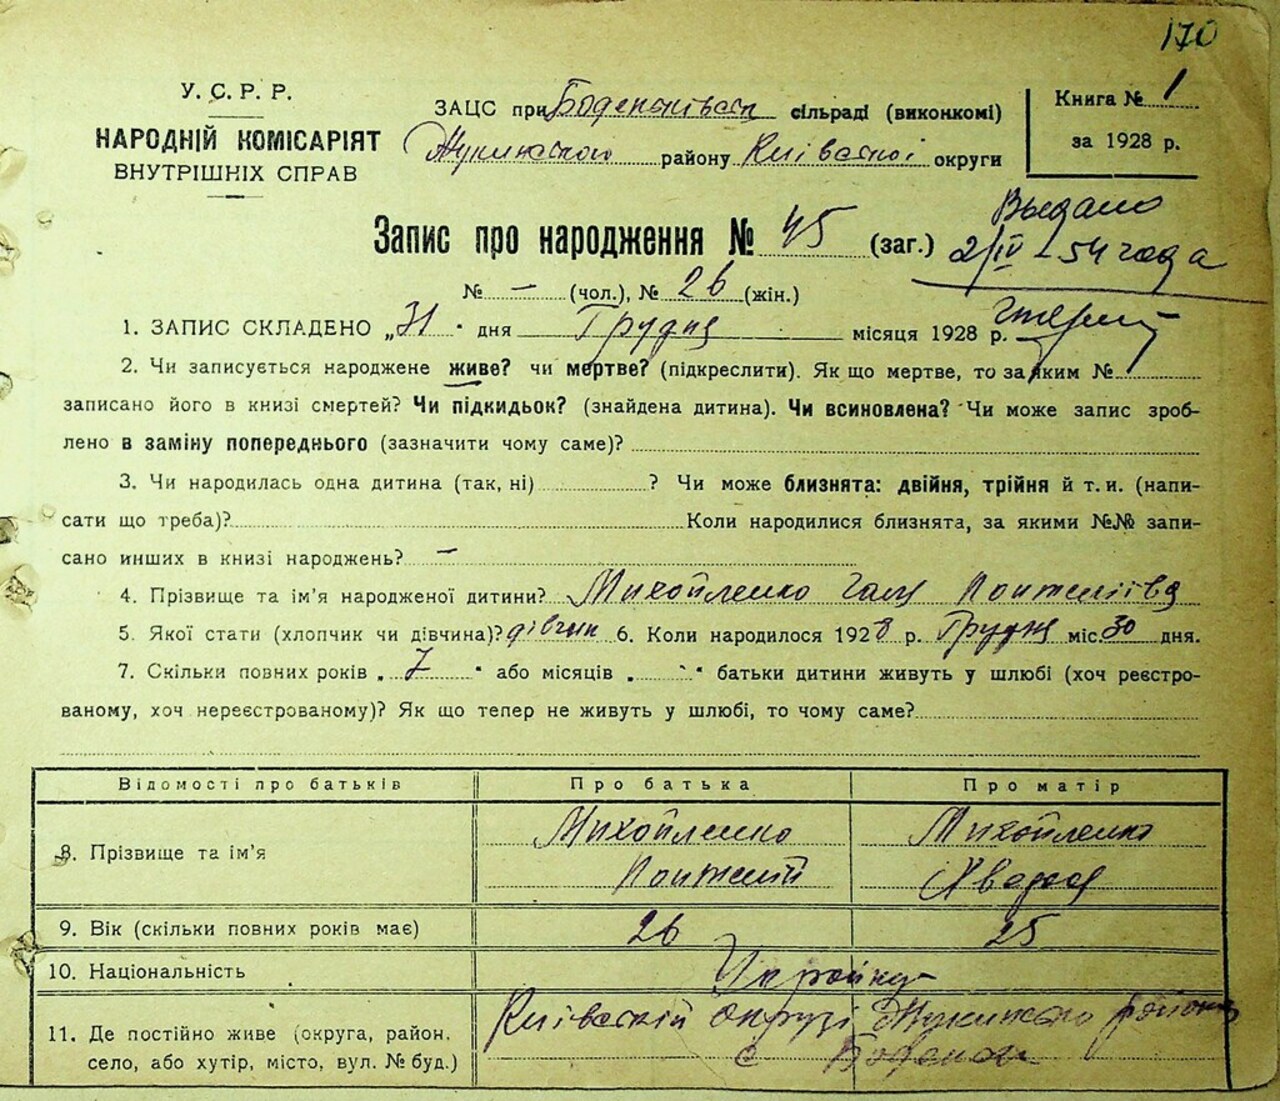 170
У. С. Р. Р.
НАРОДНІЙ КОМІСАРІЯТ
ВНУТРІШНІХ СПРАВ
ЗАЦС при Боденківськ сільраді (виконкомі)
Жукинського району Київської округи
Книга № 1
за 1928 р.
Запис про народження № 45 (заг.)
Выдано
2/IV - 54 года
№ — (чол.), № 26 (жін.)
1. ЗАПИС СКЛАДЕНО „31" дня Грудня місяця 1928 р.
2. Чи записується народжене живе? чи мертве? (підкреслити). Як що мертве, то за яким №
записано його в книзі смертей? Чи підкидьок? (знайдена дитина). Чи всиновлена? Чи може запис зроб-
лено в заміну попереднього (зазначити чому саме)?
3. Чи народилась одна дитина (так, ні) ? Чи може близнята: двійня, трійня й т. и. (напи-
сати що треба)? Коли народилися близнята, за якими №№ запи-
сано инших в книзі народжень? —
4. Прізвище та ім'я народженої дитини? Михайленко Галя
5. Якої стати (хлопчик чи дівчина)? дівчин 6. Коли народилося 1928 р. Грудня міс. 30 дня.
7. Скільки повних років „ 7 " або місяців „ " батьки дитини живуть у шлюбі (хоч реєстро-
ваному, хоч нереєстрованому)? Як що тепер не живуть у шлюбі, то чому саме?
Відомості про батьків Про батька Про матір
8. Прізвище та ім'я Михайленко Михайленко
9. Вік (скільки повних років має) 26 25
10. Національність
11. Де постійно живе (округа, район, Київській округі Жукинсько району
село, або хутір, місто, вул. № буд.) с